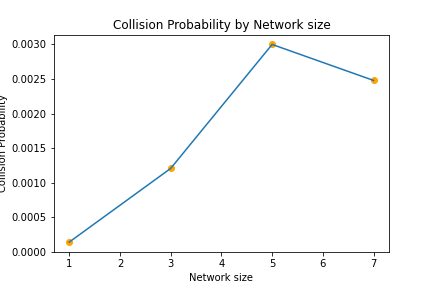 Collision Probability by Network size
Collision Probability
0.0030
0.0025
0.0020
0.0015
0.0010
0.0005
0.0000
1 2 3 4 5 6 7
Network size